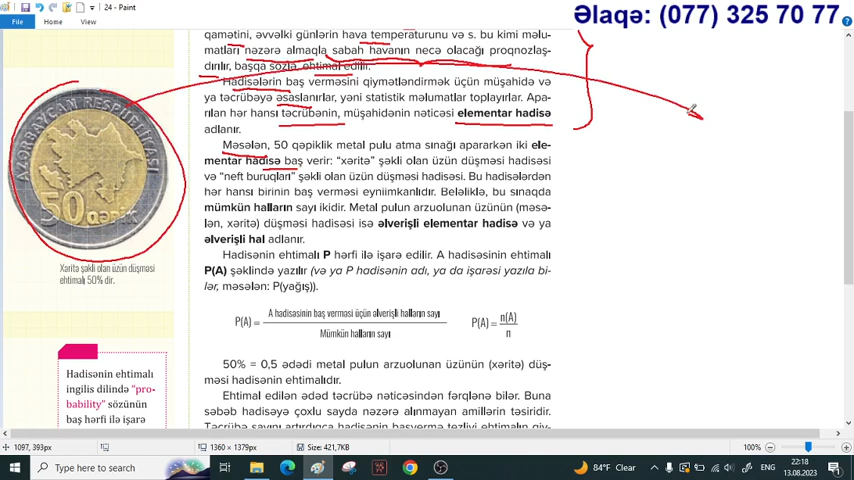 24 - Paint
Əlaqə: (077) 325 70 77
File
Home
View
qamətini, əvvəlki günlərin hava temperaturunu və s. bu kimi məlu-
matları nəzərə almaqla sabah havanın necə olacağı proqnozlaş-
dırılır, başqa sözlə, ehtimal edilir.
Hadisələrin baş verməsini qiymətləndirmək üçün müşahidə və
ya təcrübəyə əsaslanırlar, yəni statistik məlumatlar toplayırlar. Apa-
rılan hər hansı təcrübənin, müşahidənin nəticəsi elementar hadisə
adlanır.
Məsələn, 50 qəpiklik metal pulu atma sınağı apararkən iki ele-
mentar hadisə baş verir: “xəritə” şəkli olan üzün düşməsi hadisəsi
və “neft buruqları” şəkli olan üzün düşməsi hadisəsi. Bu hadisələrdən
hər hansı birinin baş verməsi eyniimkanlıdır. Beləliklə, bu sınaqda
mümkün halların sayı ikidir. Metal pulun arzuolunan üzünün (məsə-
lən, xəritə) düşməsi hadisəsi isə əlverişli elementar hadisə və ya
əlverişli hal adlanır.
Hadisənin ehtimalı P hərfi ilə işarə edilir. A hadisəsinin ehtimalı
P(A) şəklində yazılır (və ya P hadisənin adı, ya da işarəsi yazıla bi-
lər, məsələn: P(yağış)).
P(A) = A hadisəsinin baş verməsi üçün əlverişli halların sayı
Mümkün halların sayı
P(A) = n(A)
n
50% = 0,5 ədədi metal pulun arzuolunan üzünün (xəritə) düş-
məsi hadisənin ehtimalıdır.
Ehtimal edilən ədəd təcrübə nəticəsindən fərqlənə bilər. Buna
səbəb hadisəyə çoxlu sayda nəzərə alınmayan amillərin təsiridir.
Təcrübə sayını artırdıqca hadisənin başvermə tezliyi ehtimalın qiy-
AZƏRBAYCAN RESPUBLİKASI
50 qəpik
Xəritə şəkli olan üzün düşməsi
ehtimalı 50% dir.
Hadisənin ehtimalı
ingilis dilində “pro-
bability” sözünün
baş hərfi ilə işarə
1097, 393px
1360 × 1379px
Size: 421,7KB
100%
Type here to search
84°F Clear
ENG
22:18
13.08.2023